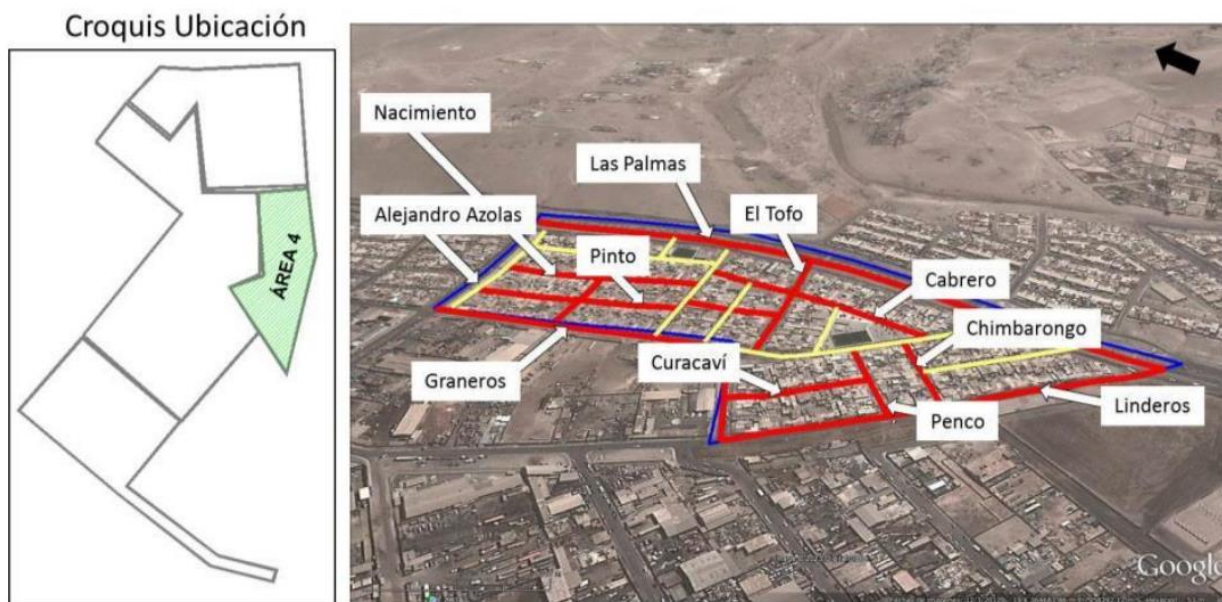 Croquis Ubicación
ÁREA 4
Nacimiento
Las Palmas
Alejandro Azolas
El Tofo
Pinto
Cabrero
Chimbarongo
Curacaví
Graneros
Linderos
Penco
Google